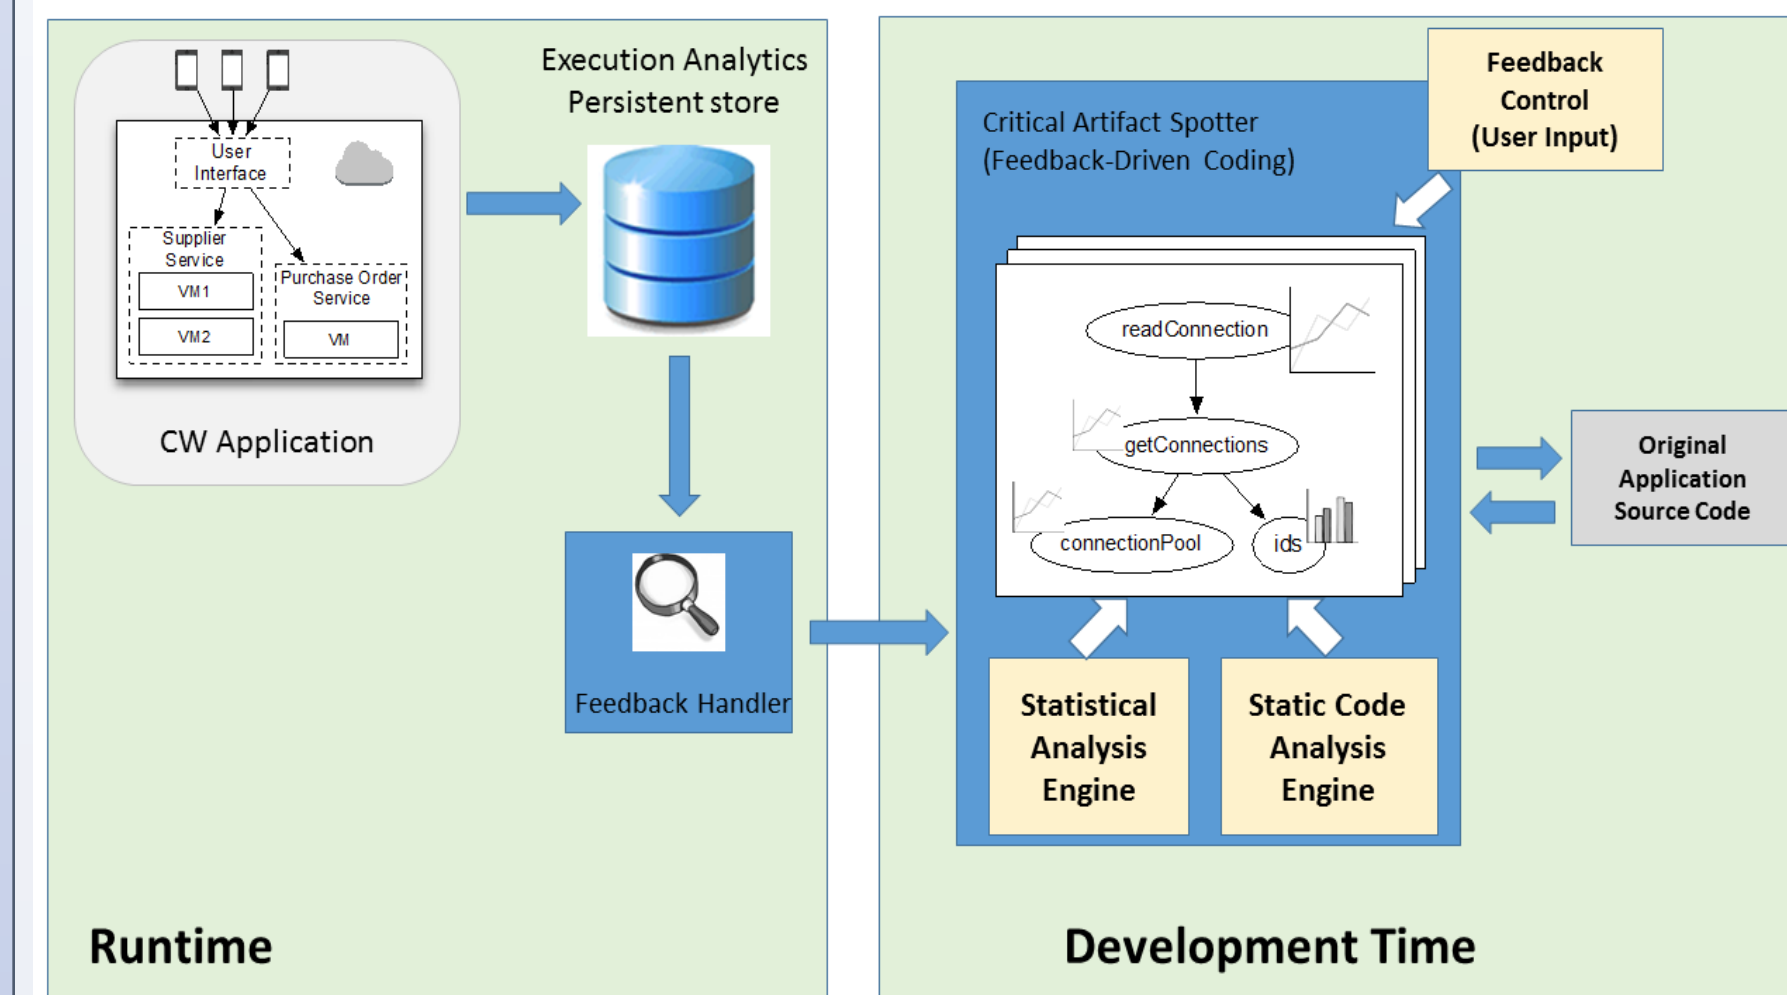 Execution Analytics
Persistent store
User
Interface
Supplier
Service
VM1
VM2
Purchase Order
Service
VM
CW Application
Feedback Handler
Runtime
Feedback
Control
(User Input)
Critical Artifact Spotter
(Feedback-Driven Coding)
readConnection
getConnections
connectionPool
ids
Statistical
Analysis
Engine
Static Code
Analysis
Engine
Original
Application
Source Code
Development Time